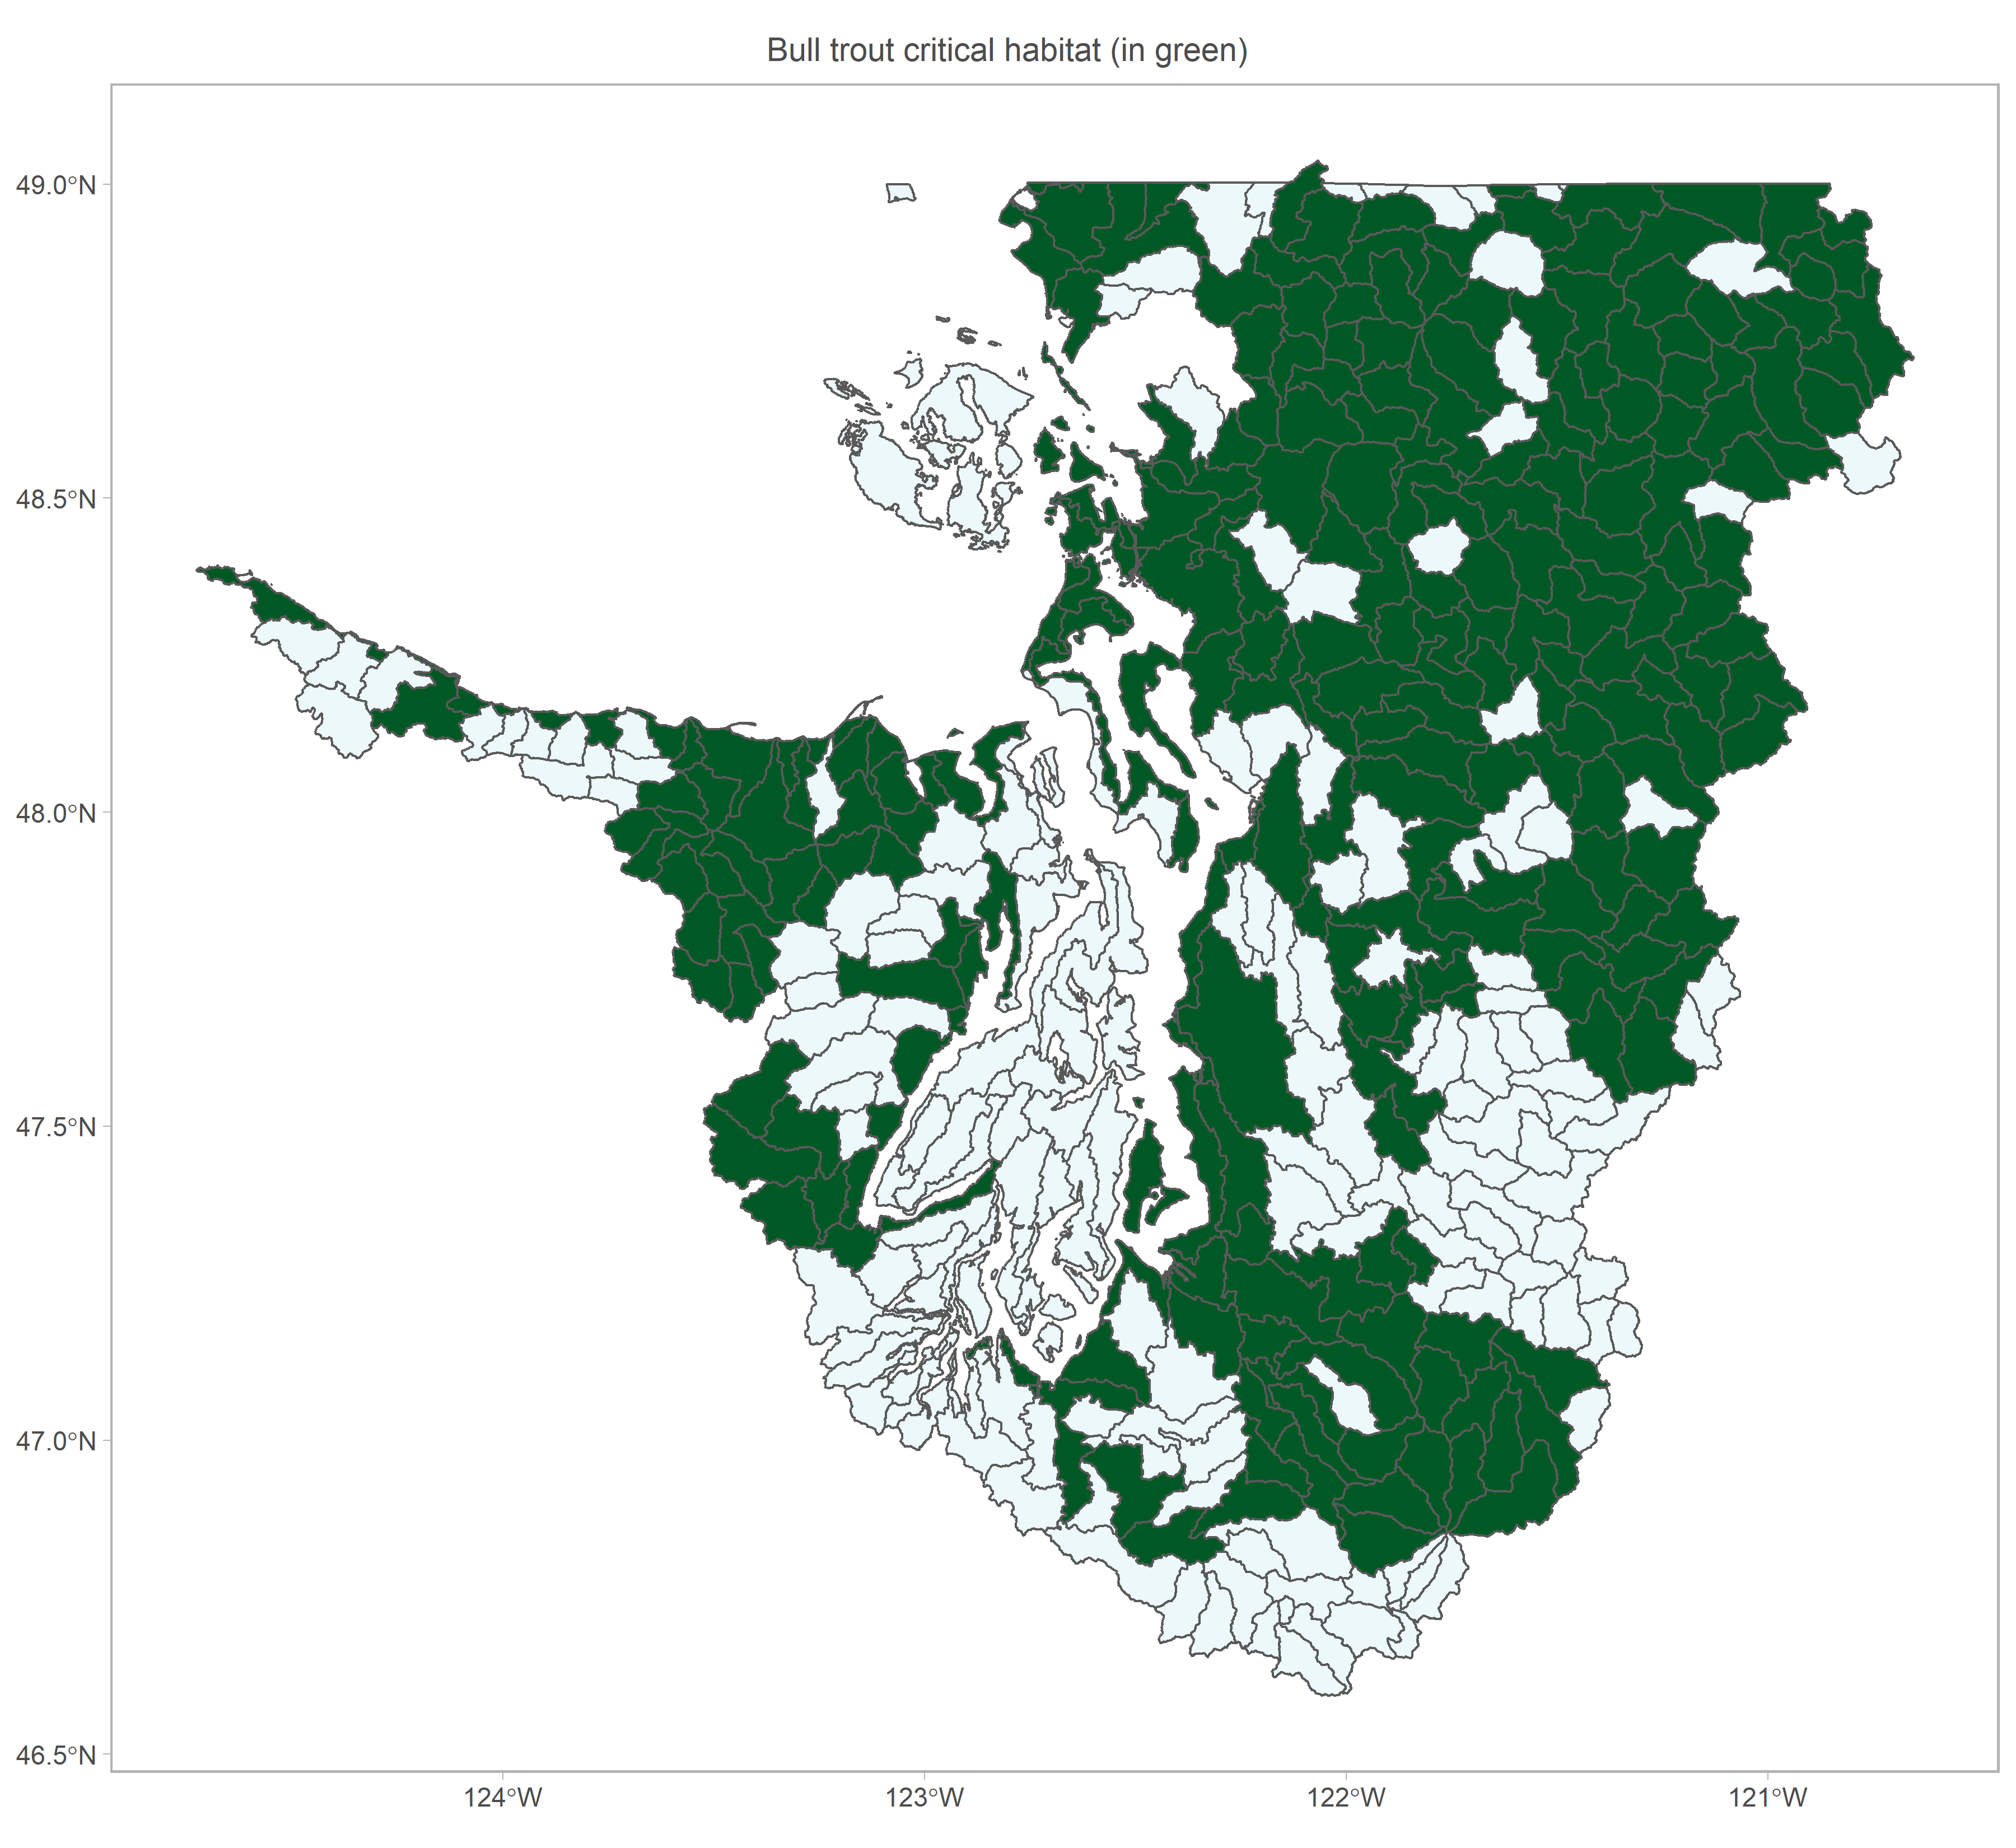 Bull trout critical habitat (in green)
49.0°N
48.5°N
48.0°N
47.5°N
47.0°N
46.5°N
124°W 123°W 122°W 121°W